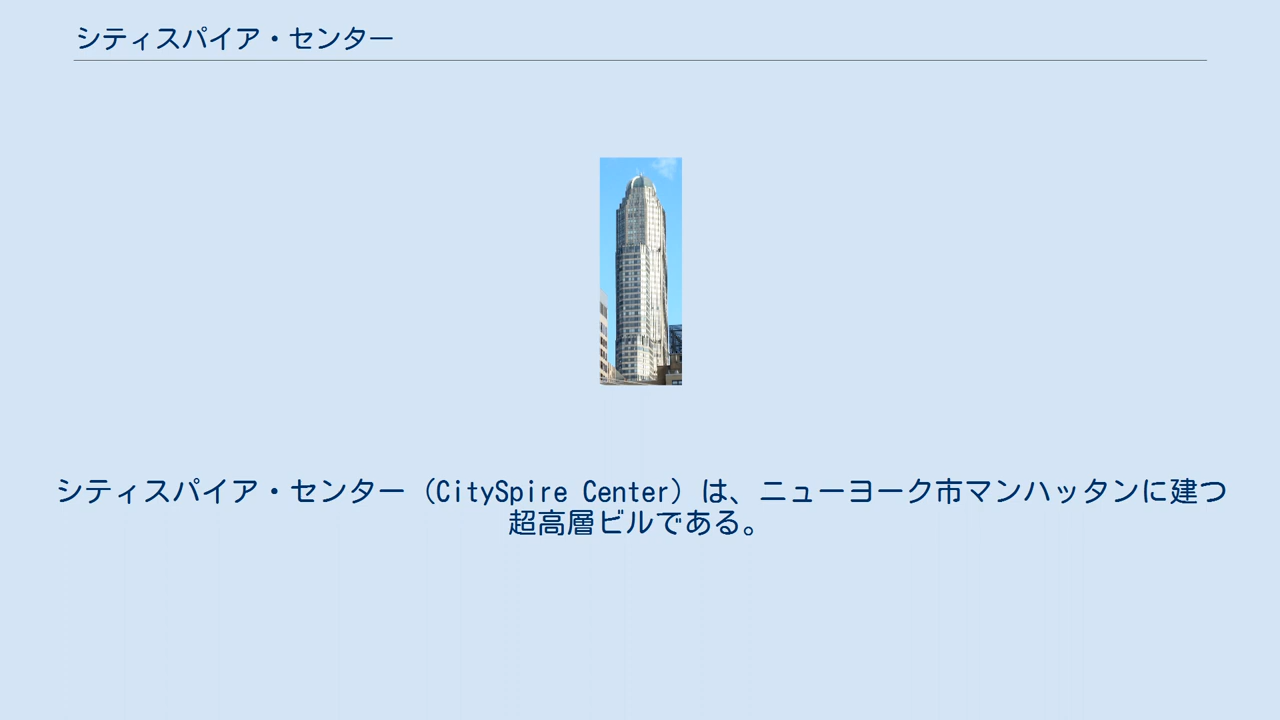 シティスパイア・センター
シティスパイア・センター（CitySpire Center）は、ニューヨーク市マンハッタンに建つ
超高層ビルである。